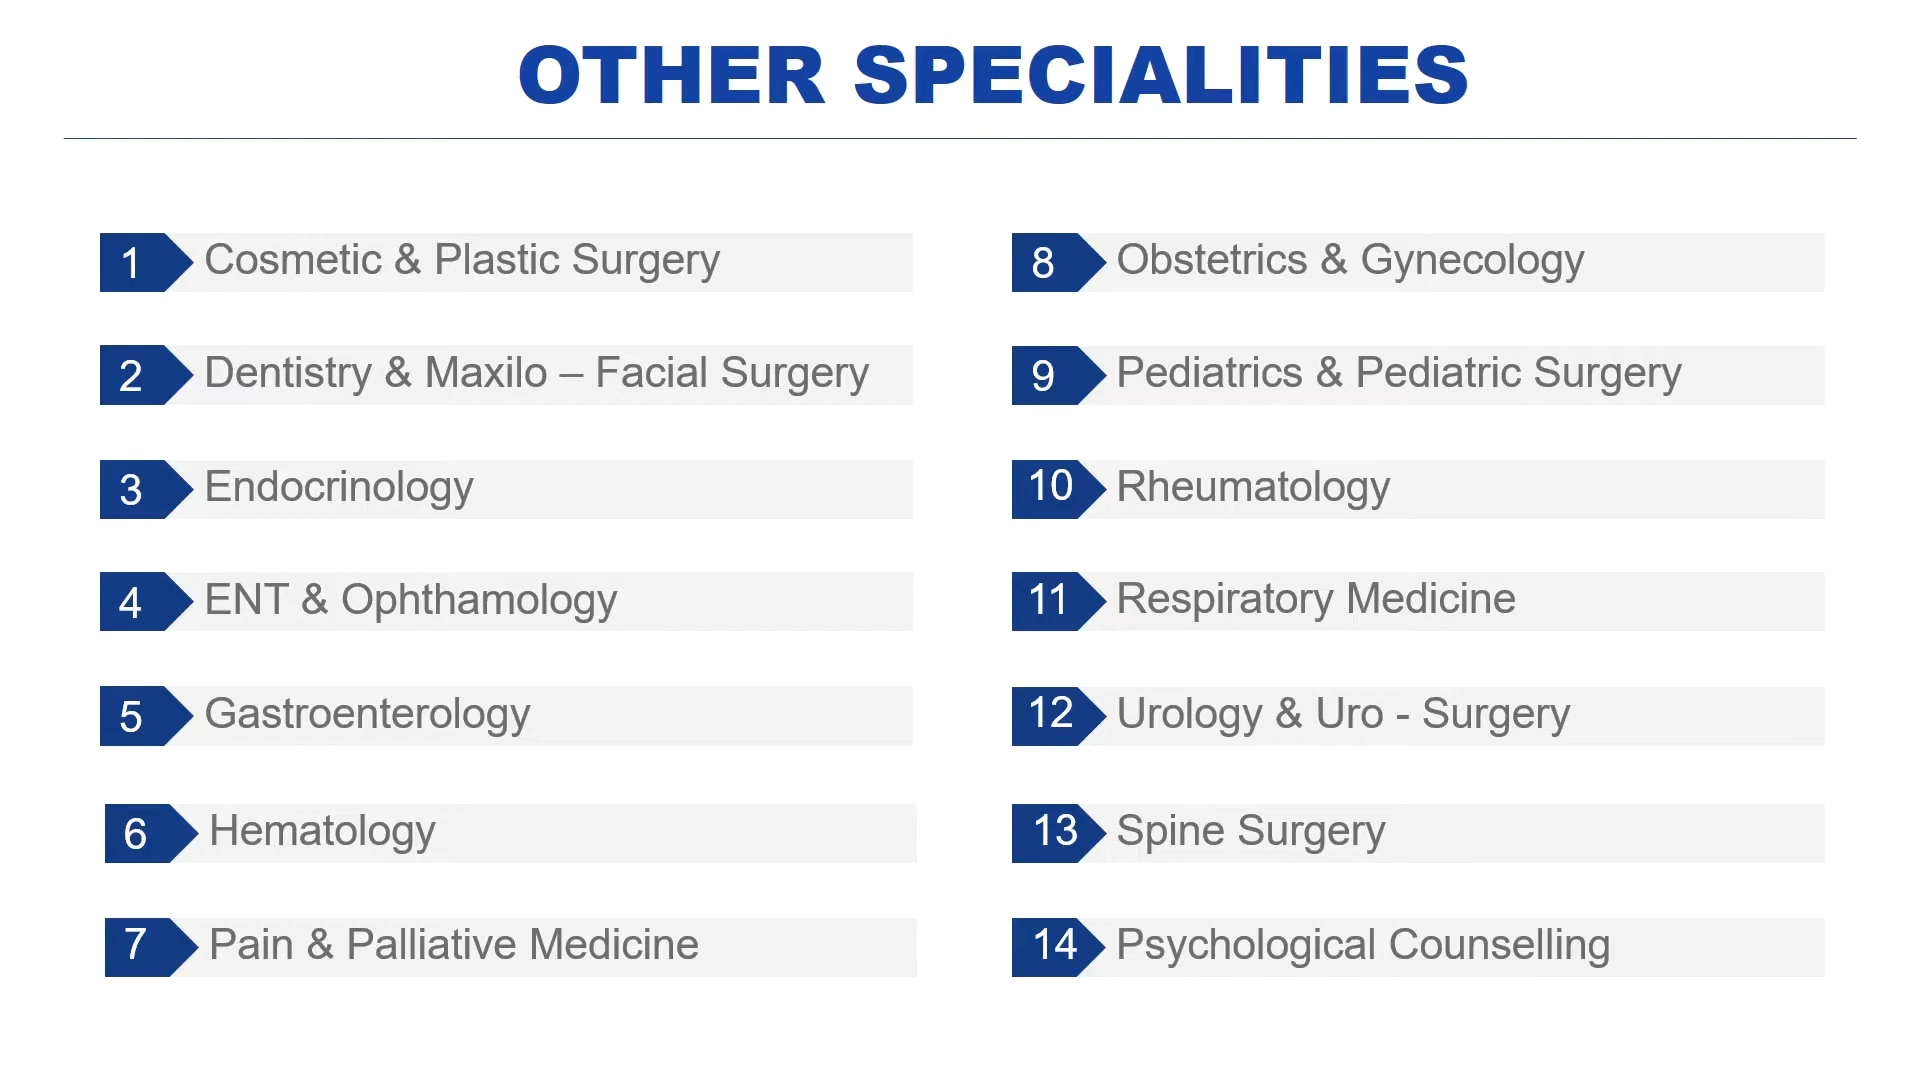 OTHER SPECIALITIES
1 Cosmetic & Plastic Surgery
2 Dentistry & Maxilo – Facial Surgery
3 Endocrinology
4 ENT & Ophthamology
5 Gastroenterology
6 Hematology
7 Pain & Palliative Medicine
8 Obstetrics & Gynecology
9 Pediatrics & Pediatric Surgery
10 Rheumatology
11 Respiratory Medicine
12 Urology & Uro - Surgery
13 Spine Surgery
14 Psychological Counselling